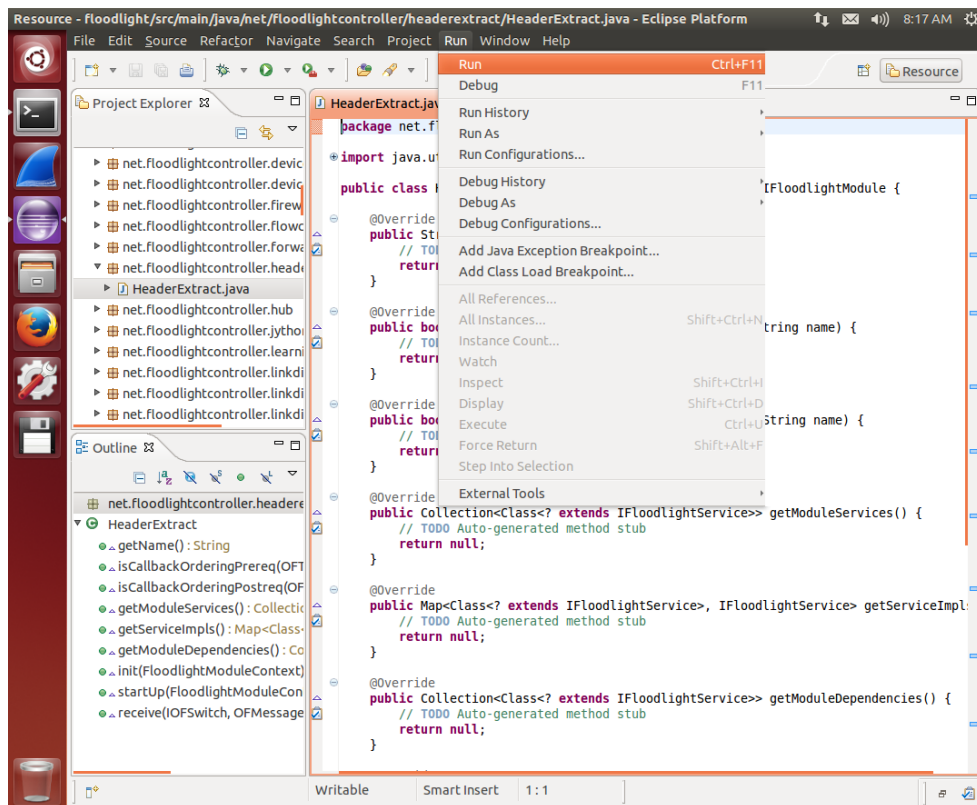 Resource - floodlight/src/main/java/net/floodlightcontroller/headerextract/HeaderExtract.java - Eclipse Platform
8:17 AM
File Edit Source Refactor Navigate Search Project Run Window Help
Resource
Project Explorer
net.floodlightcontroller.devic
net.floodlightcontroller.devic
net.floodlightcontroller.firew
net.floodlightcontroller.flowc
net.floodlightcontroller.forwa
net.floodlightcontroller.heade
HeaderExtract.java
net.floodlightcontroller.hub
net.floodlightcontroller.jytho
net.floodlightcontroller.learni
net.floodlightcontroller.linkdi
net.floodlightcontroller.linkdi
net.floodlightcontroller.linkdi
Outline
net.floodlightcontroller.headere
HeaderExtract
getName() : String
isCallbackOrderingPrereq(OFT
isCallbackOrderingPostreq(OF
getModuleServices() : Collectio
getServiceImpls() : Map<Class<
getModuleDependencies() : Co
init(FloodlightModuleContext)
startUp(FloodlightModuleCon
receive(IOFSwitch, OFMessage
Run Ctrl+F11
Debug F11
Run History
Run As
Run Configurations...
Debug History
Debug As
Debug Configurations...
Add Java Exception Breakpoint...
Add Class Load Breakpoint...
All References...
All Instances... Shift+Ctrl+N
Instance Count...
Watch
Inspect Shift+Ctrl+I
Display Shift+Ctrl+D
Execute Ctrl+U
Force Return Shift+Alt+F
Step Into Selection
External Tools
HeaderExtract.jav
package net.fl
import java.ut
public class H IFloodlightModule {
@Override
public Str
// TOD
return
}
@Override
public boo tring name) {
// TOD
return
}
@Override
public boo String name) {
// TOD
return
}
@Override
public Collection<Class<? extends IFloodlightService>> getModuleServices() {
// TODO Auto-generated method stub
return null;
}
@Override
public Map<Class<? extends IFloodlightService>, IFloodlightService> getServiceImpl
// TODO Auto-generated method stub
return null;
}
@Override
public Collection<Class<? extends IFloodlightService>> getModuleDependencies() {
// TODO Auto-generated method stub
return null;
}
Writable Smart Insert 1 : 1